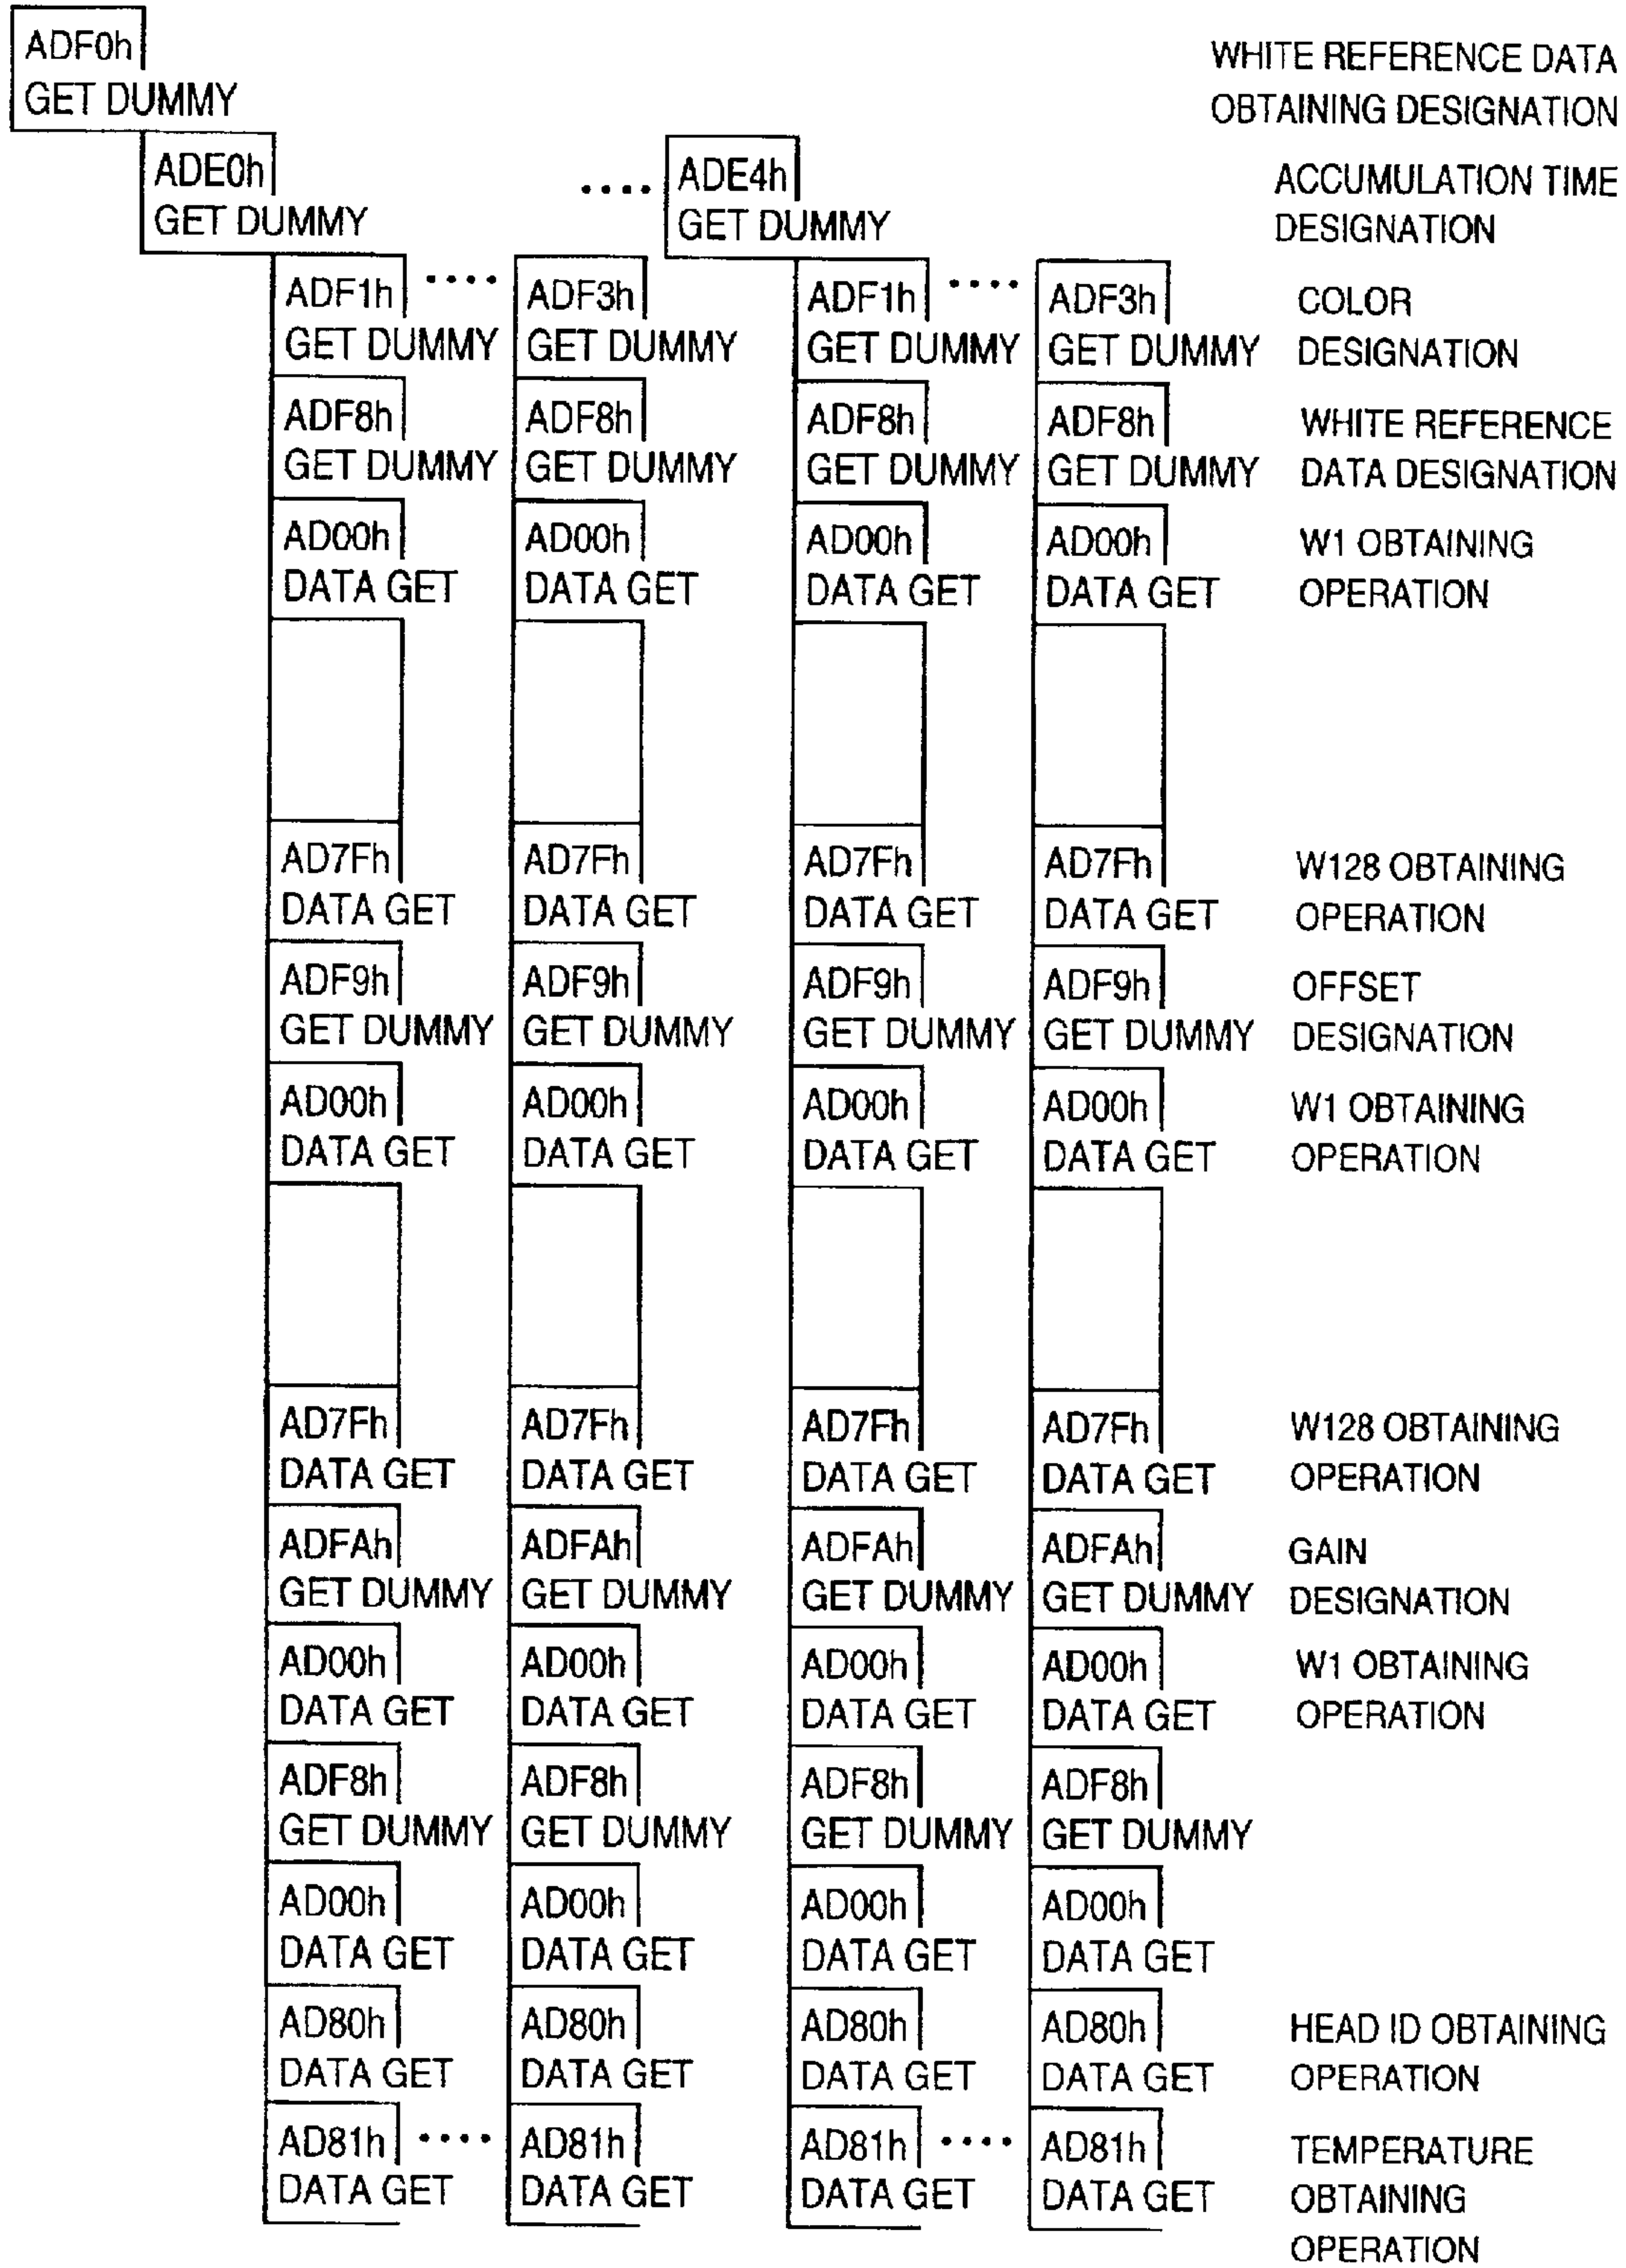 ADF0h
GET DUMMY
WHITE REFERENCE DATA
OBTAINING DESIGNATION
ADE0h
GET DUMMY
....
ADE4h
GET DUMMY
ACCUMULATION TIME
DESIGNATION
ADF1h .... ADF3h ADF1h .... ADF3h COLOR
GET DUMMY GET DUMMY GET DUMMY GET DUMMY DESIGNATION
ADF8h ADF8h ADF8h ADF8h WHITE REFERENCE
GET DUMMY GET DUMMY GET DUMMY GET DUMMY DATA DESIGNATION
AD00h AD00h AD00h AD00h W1 OBTAINING
DATA GET DATA GET DATA GET DATA GET OPERATION
AD7Fh AD7Fh AD7Fh AD7Fh W128 OBTAINING
DATA GET DATA GET DATA GET DATA GET OPERATION
ADF9h ADF9h ADF9h ADF9h OFFSET
GET DUMMY GET DUMMY GET DUMMY GET DUMMY DESIGNATION
AD00h AD00h AD00h AD00h W1 OBTAINING
DATA GET DATA GET DATA GET DATA GET OPERATION
AD7Fh AD7Fh AD7Fh AD7Fh W128 OBTAINING
DATA GET DATA GET DATA GET DATA GET OPERATION
ADFAh ADFAh ADFAh ADFAh GAIN
GET DUMMY GET DUMMY GET DUMMY GET DUMMY DESIGNATION
AD00h AD00h AD00h AD00h W1 OBTAINING
DATA GET DATA GET DATA GET DATA GET OPERATION
ADF8h ADF8h ADF8h ADF8h
GET DUMMY GET DUMMY GET DUMMY GET DUMMY
AD00h AD00h AD00h AD00h
DATA GET DATA GET DATA GET DATA GET
AD80h AD80h AD80h AD80h HEAD ID OBTAINING
DATA GET DATA GET DATA GET DATA GET OPERATION
AD81h .... AD81h AD81h .... AD81h TEMPERATURE
DATA GET DATA GET DATA GET DATA GET OBTAINING
OPERATION